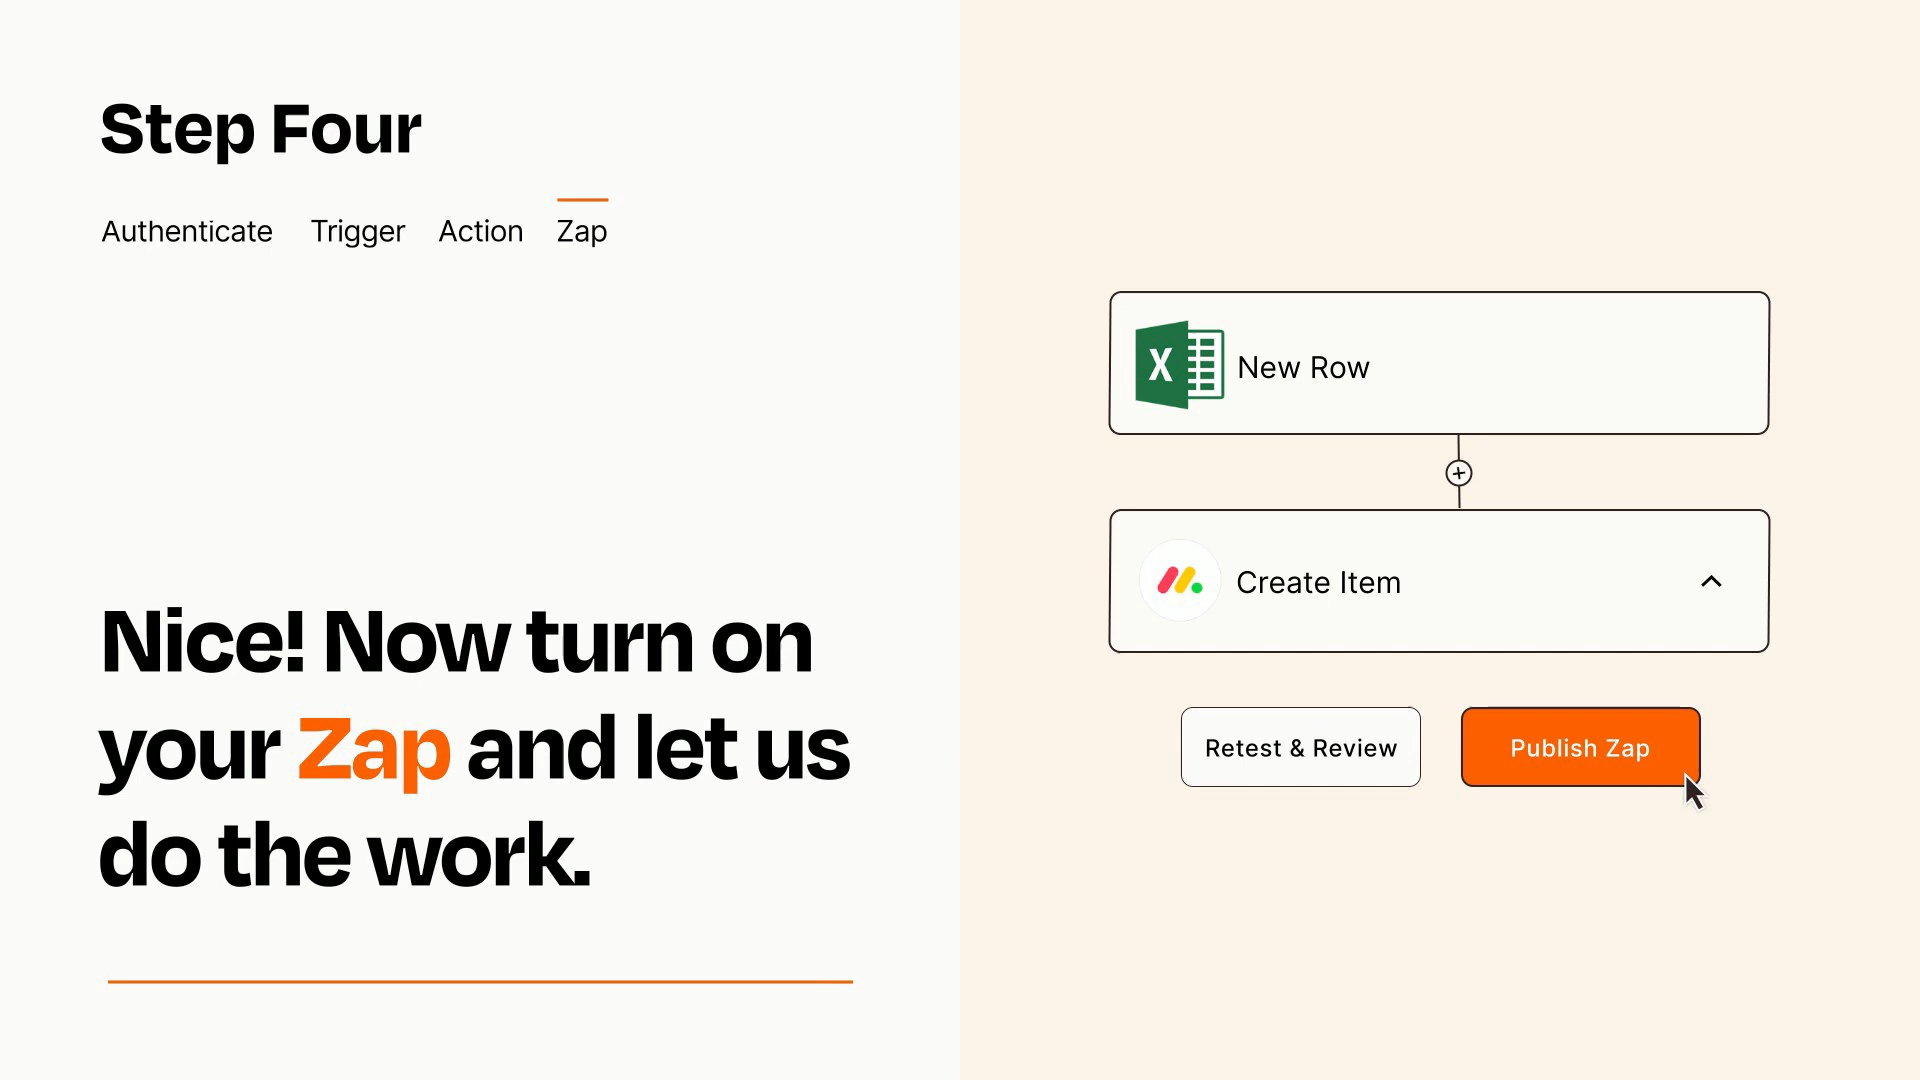 Step Four
Authenticate Trigger Action Zap
Nice! Now turn on
your Zap and let us
do the work.
X New Row
Create Item
Retest & Review
Publish Zap